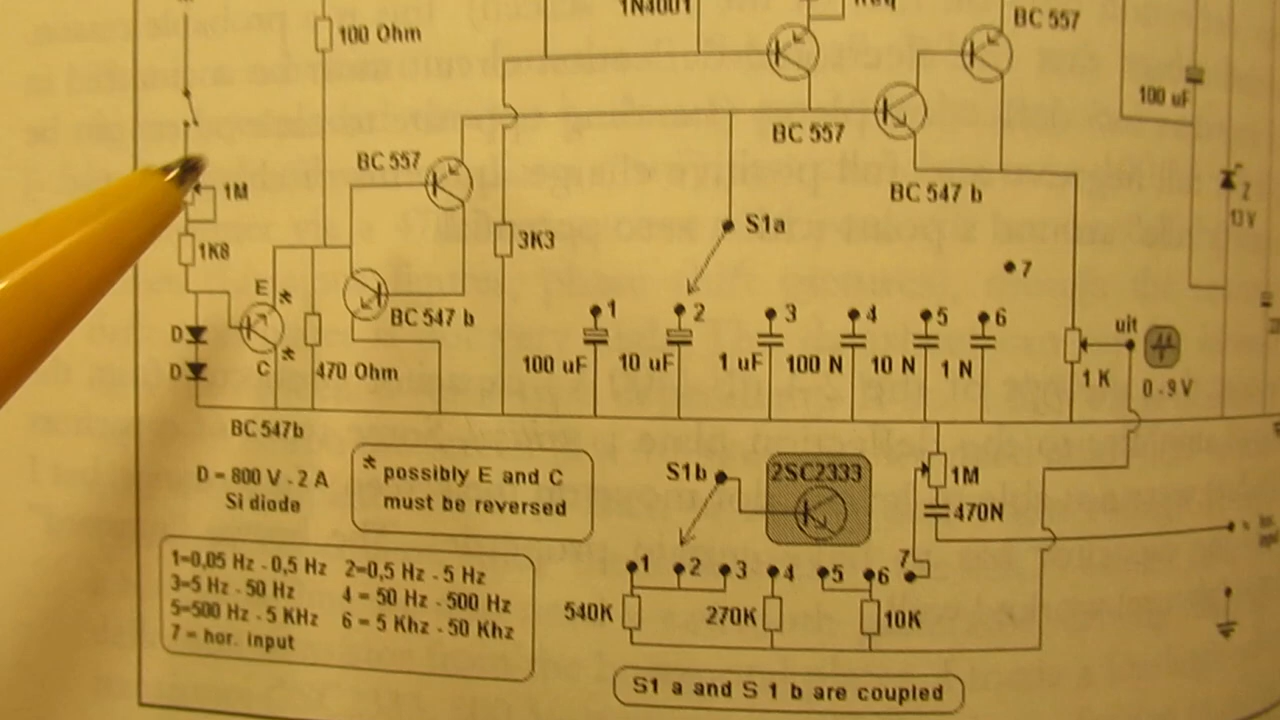 1N4001
BC 557
100 Ohm
100 uF
BC 557
BC 557
1M
BC 547 b
Z
S1a
1K8
3K3
7
E
*
BC 547 b
1
2
3
4
5
6
uit
D
100 uF
10 uF
1 uF
100 N
10 N
1 N
1 K
0 - 9 V
D
C
*
470 Ohm
BC 547b
D = 800 V - 2 A
Si diode
* possibly E and C
must be reversed
S1b
2SC2333
1M
470N
1
2
3
4
5
6
7
540K
270K
10K
1=0,05 Hz - 0,5 Hz 2=0,5 Hz - 5 Hz
3=5 Hz - 50 Hz 4 = 50 Hz - 500 Hz
5=500 Hz - 5 KHz 6 = 5 Khz - 50 Khz
7 = hor. input
S1 a and S 1 b are coupled